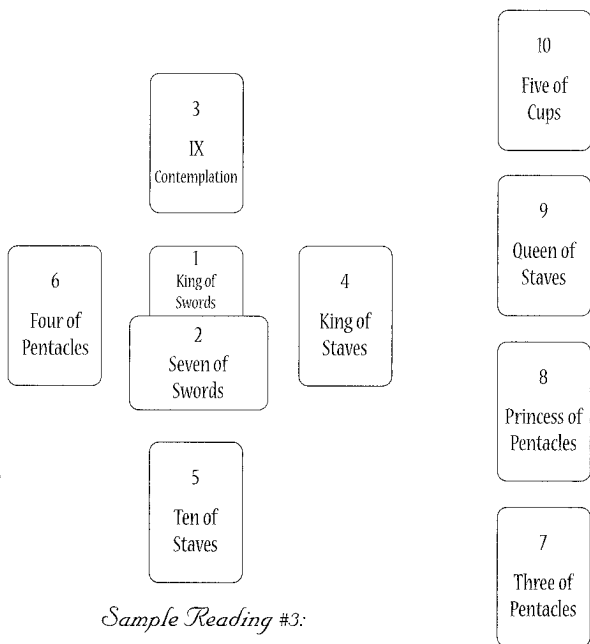 10
Five of
Cups
3
IX
Contemplation
9
Queen of
Staves
1
King of
Swords
6
Four of
Pentacles
4
King of
Staves
2
Seven of
Swords
8
Princess of
Pentacles
5
Ten of
Staves
7
Three of
Pentacles
Sample Reading #3: